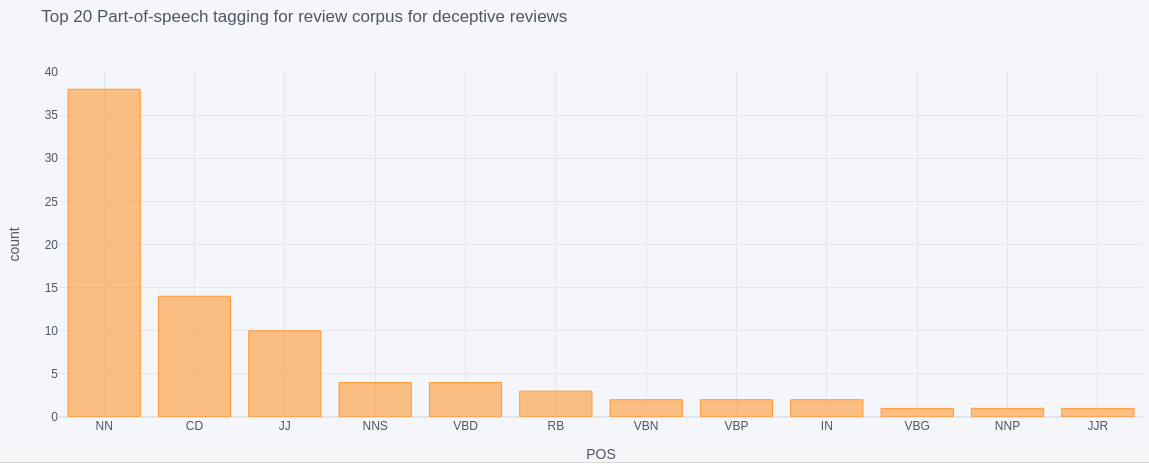 Top 20 Part-of-speech tagging for review corpus for deceptive reviews
40
35
30
25
20
15
10
5
0
count
NN CD JJ NNS VBD RB VBN VBP IN VBG NNP JJR
POS